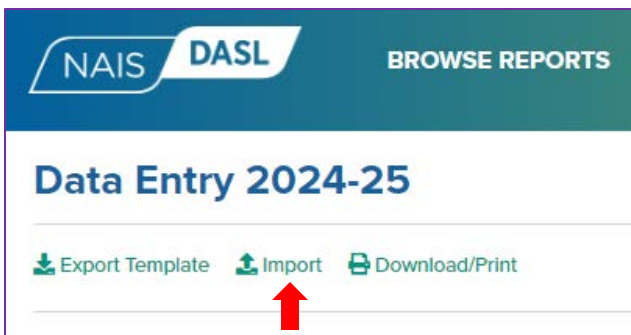 NAIS DASL BROWSE REPORTS
Data Entry 2024-25
Export Template Import Download/Print